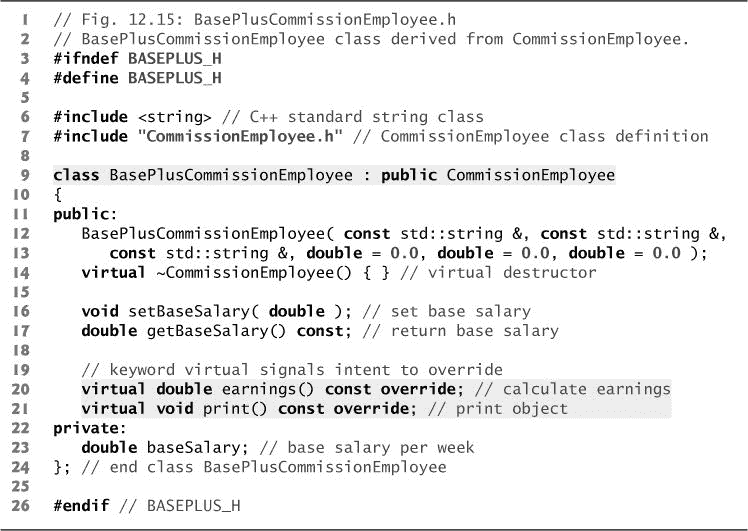 1 // Fig. 12.15: BasePlusCommissionEmployee.h
2 // BasePlusCommissionEmployee class derived from CommissionEmployee.
3 #ifndef BASEPLUS_H
4 #define BASEPLUS_H
5
6 #include <string> // C++ standard string class
7 #include "CommissionEmployee.h" // CommissionEmployee class definition
8
9 class BasePlusCommissionEmployee : public CommissionEmployee
10 {
11 public:
12 BasePlusCommissionEmployee( const std::string &, const std::string &,
13 const std::string &, double = 0.0, double = 0.0, double = 0.0 );
14 virtual ~CommissionEmployee() { } // virtual destructor
15
16 void setBaseSalary( double ); // set base salary
17 double getBaseSalary() const; // return base salary
18
19 // keyword virtual signals intent to override
20 virtual double earnings() const override; // calculate earnings
21 virtual void print() const override; // print object
22 private:
23 double baseSalary; // base salary per week
24 }; // end class BasePlusCommissionEmployee
25
26 #endif // BASEPLUS_H